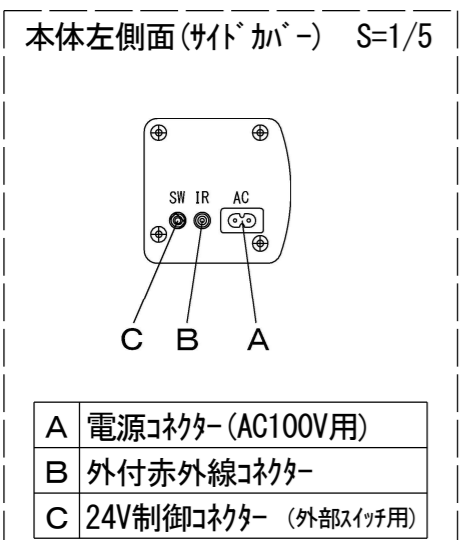 本体左側面(ｻｲﾄﾞｶﾊﾞｰ) S=1/5
SW IR AC
C B A
A 電源ｺﾈｸﾀｰ(AC100V用)
B 外付赤外線ｺﾈｸﾀｰ
C 24V制御ｺﾈｸﾀｰ (外部ｽｲｯﾁ用)